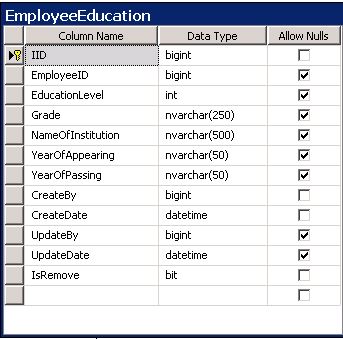 EmployeeEducation
Column Name Data Type Allow Nulls
IID bigint
EmployeeID bigint
EducationLevel int
Grade nvarchar(250)
NameOfInstitution nvarchar(500)
YearOfAppearing nvarchar(50)
YearOfPassing nvarchar(50)
CreateBy bigint
CreateDate datetime
UpdateBy bigint
UpdateDate datetime
IsRemove bit